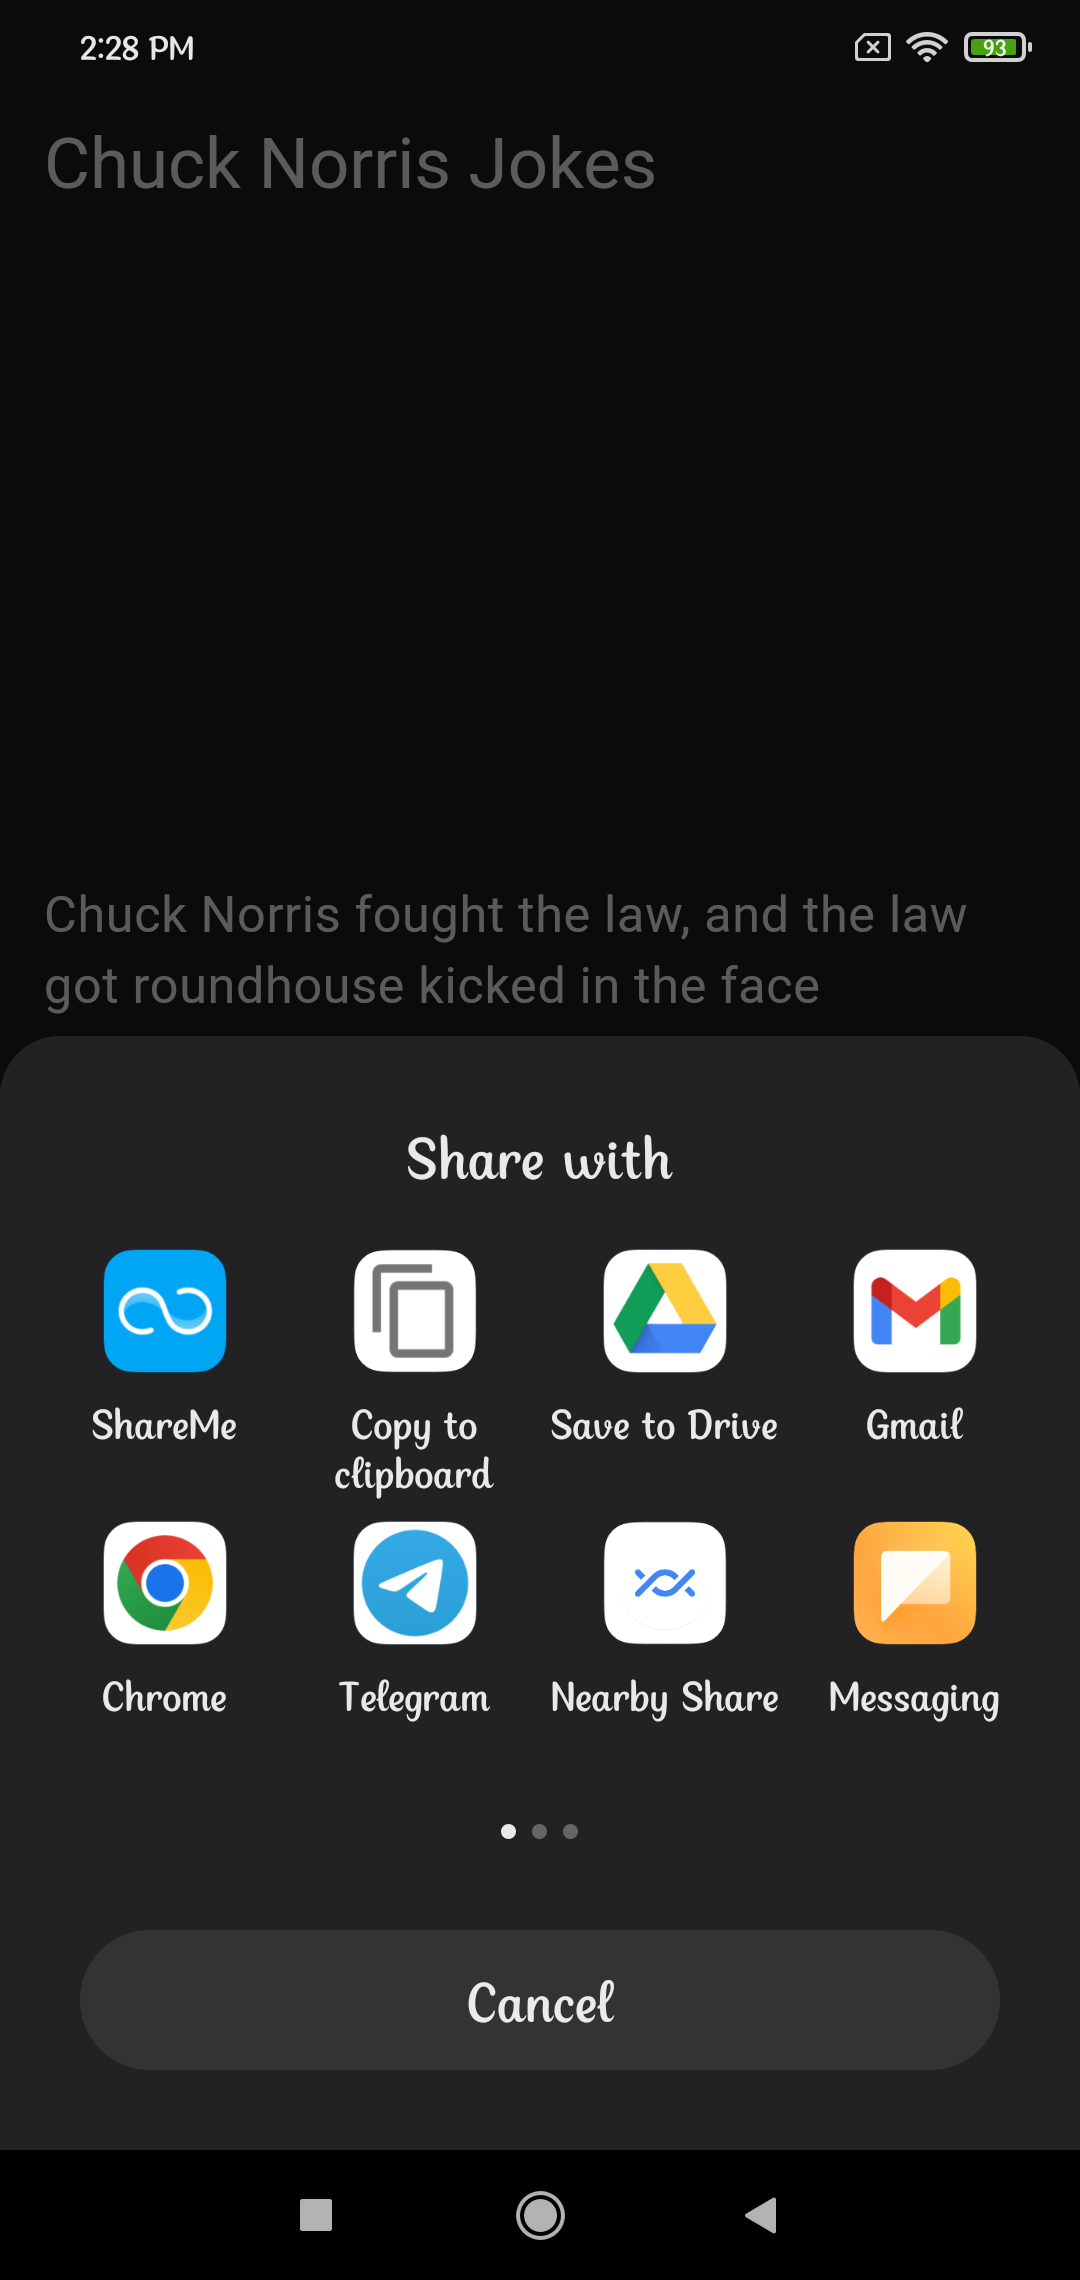 2:28 PM
93
Chuck Norris Jokes
Chuck Norris fought the law, and the law
got roundhouse kicked in the face
Share with
ShareMe
Copy to
clipboard
Save to Drive
Gmail
Chrome
Telegram
Nearby Share
Messaging
Cancel